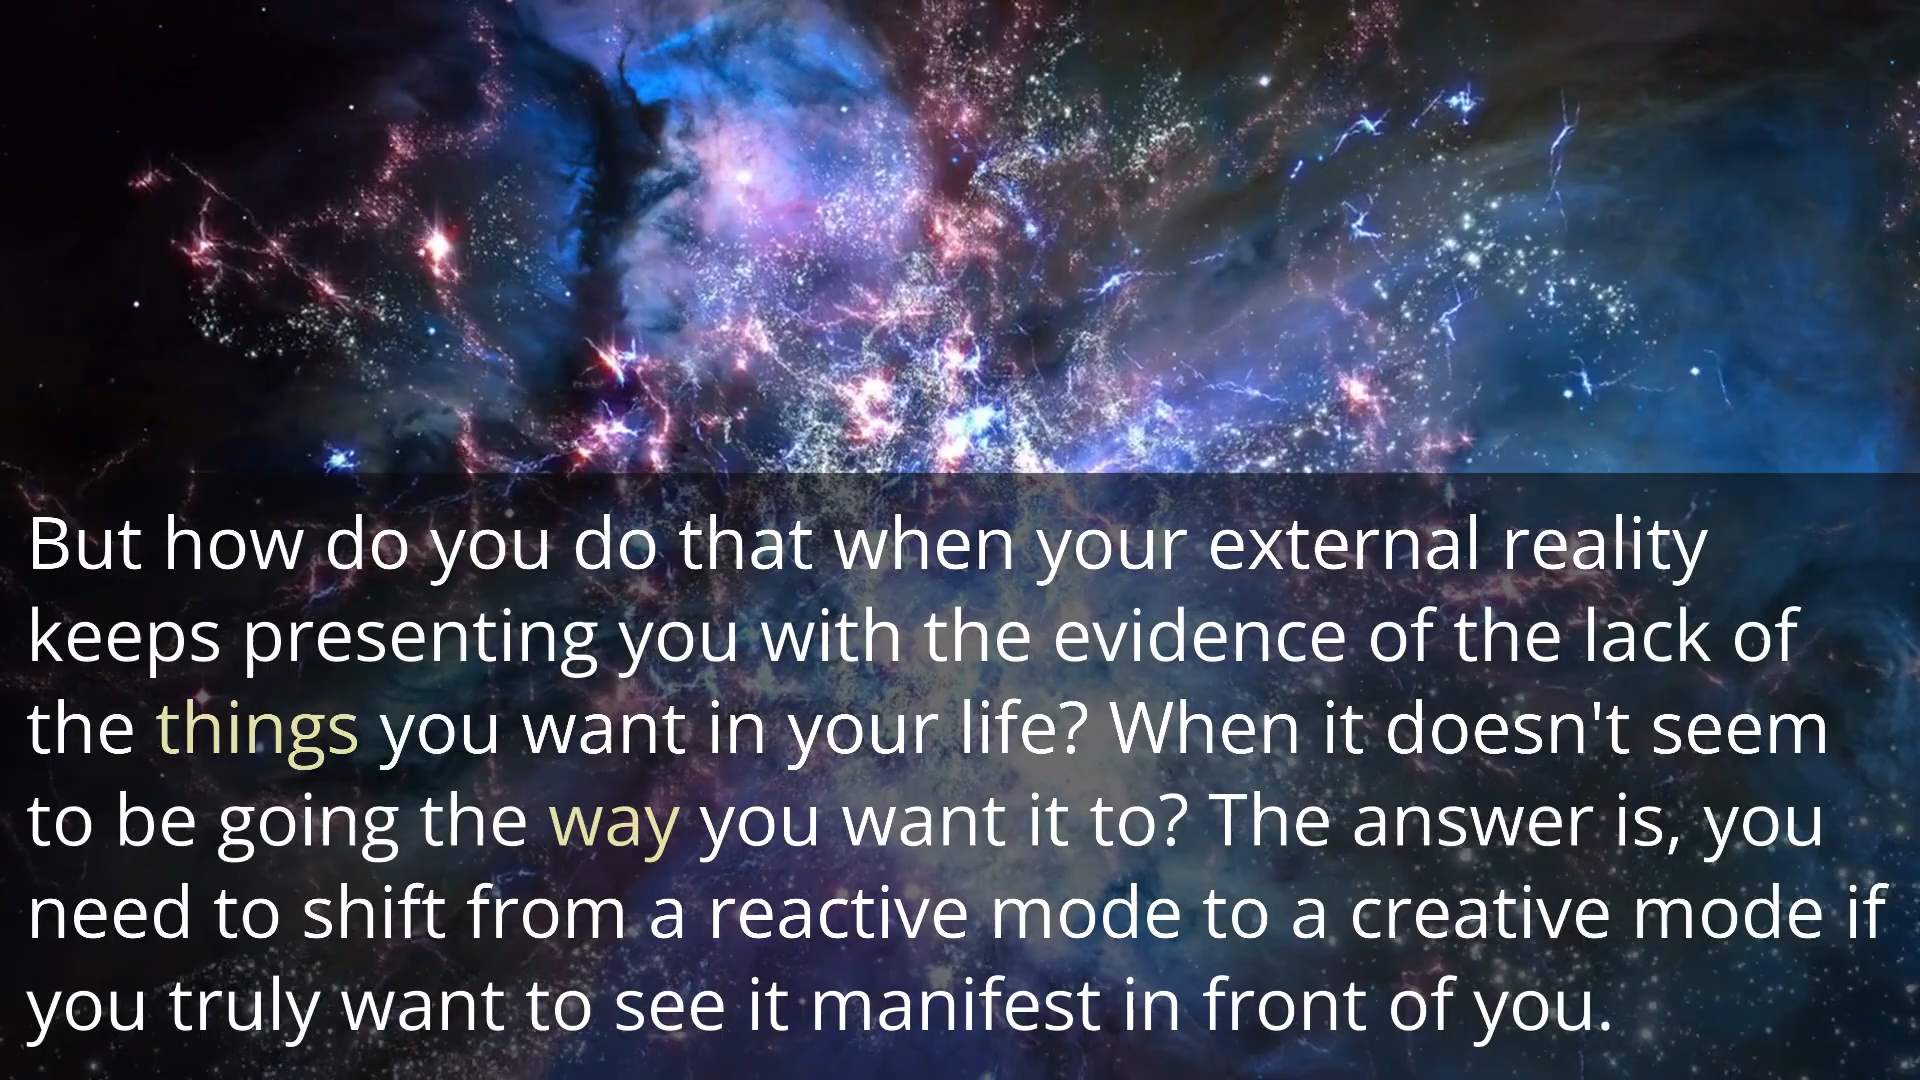 But how do you do that when your external reality
keeps presenting you with the evidence of the lack of
the things you want in your life? When it doesn't seem
to be going the way you want it to? The answer is, you
need to shift from a reactive mode to a creative mode if
you truly want to see it manifest in front of you.